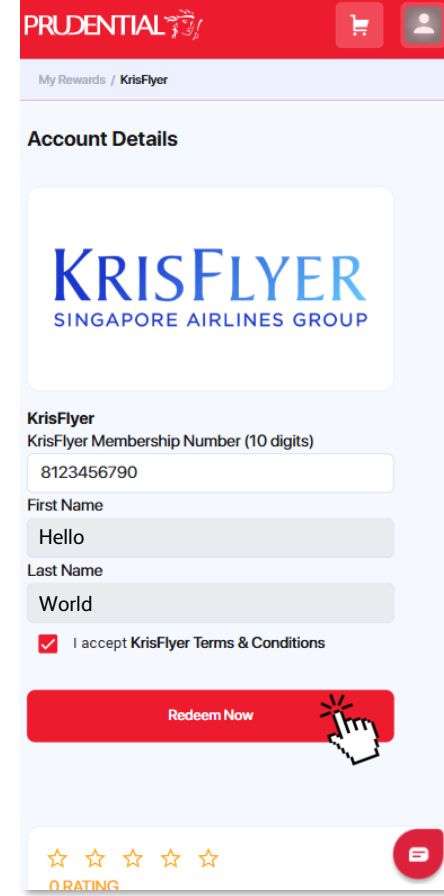 PRUDENTIAL
My Rewards / KrisFlyer
Account Details
KRISFLYER
SINGAPORE AIRLINES GROUP
KrisFlyer
KrisFlyer Membership Number (10 digits)
8123456790
First Name
Hello
Last Name
World
I accept KrisFlyer Terms & Conditions
Redeem Now
0 RATING